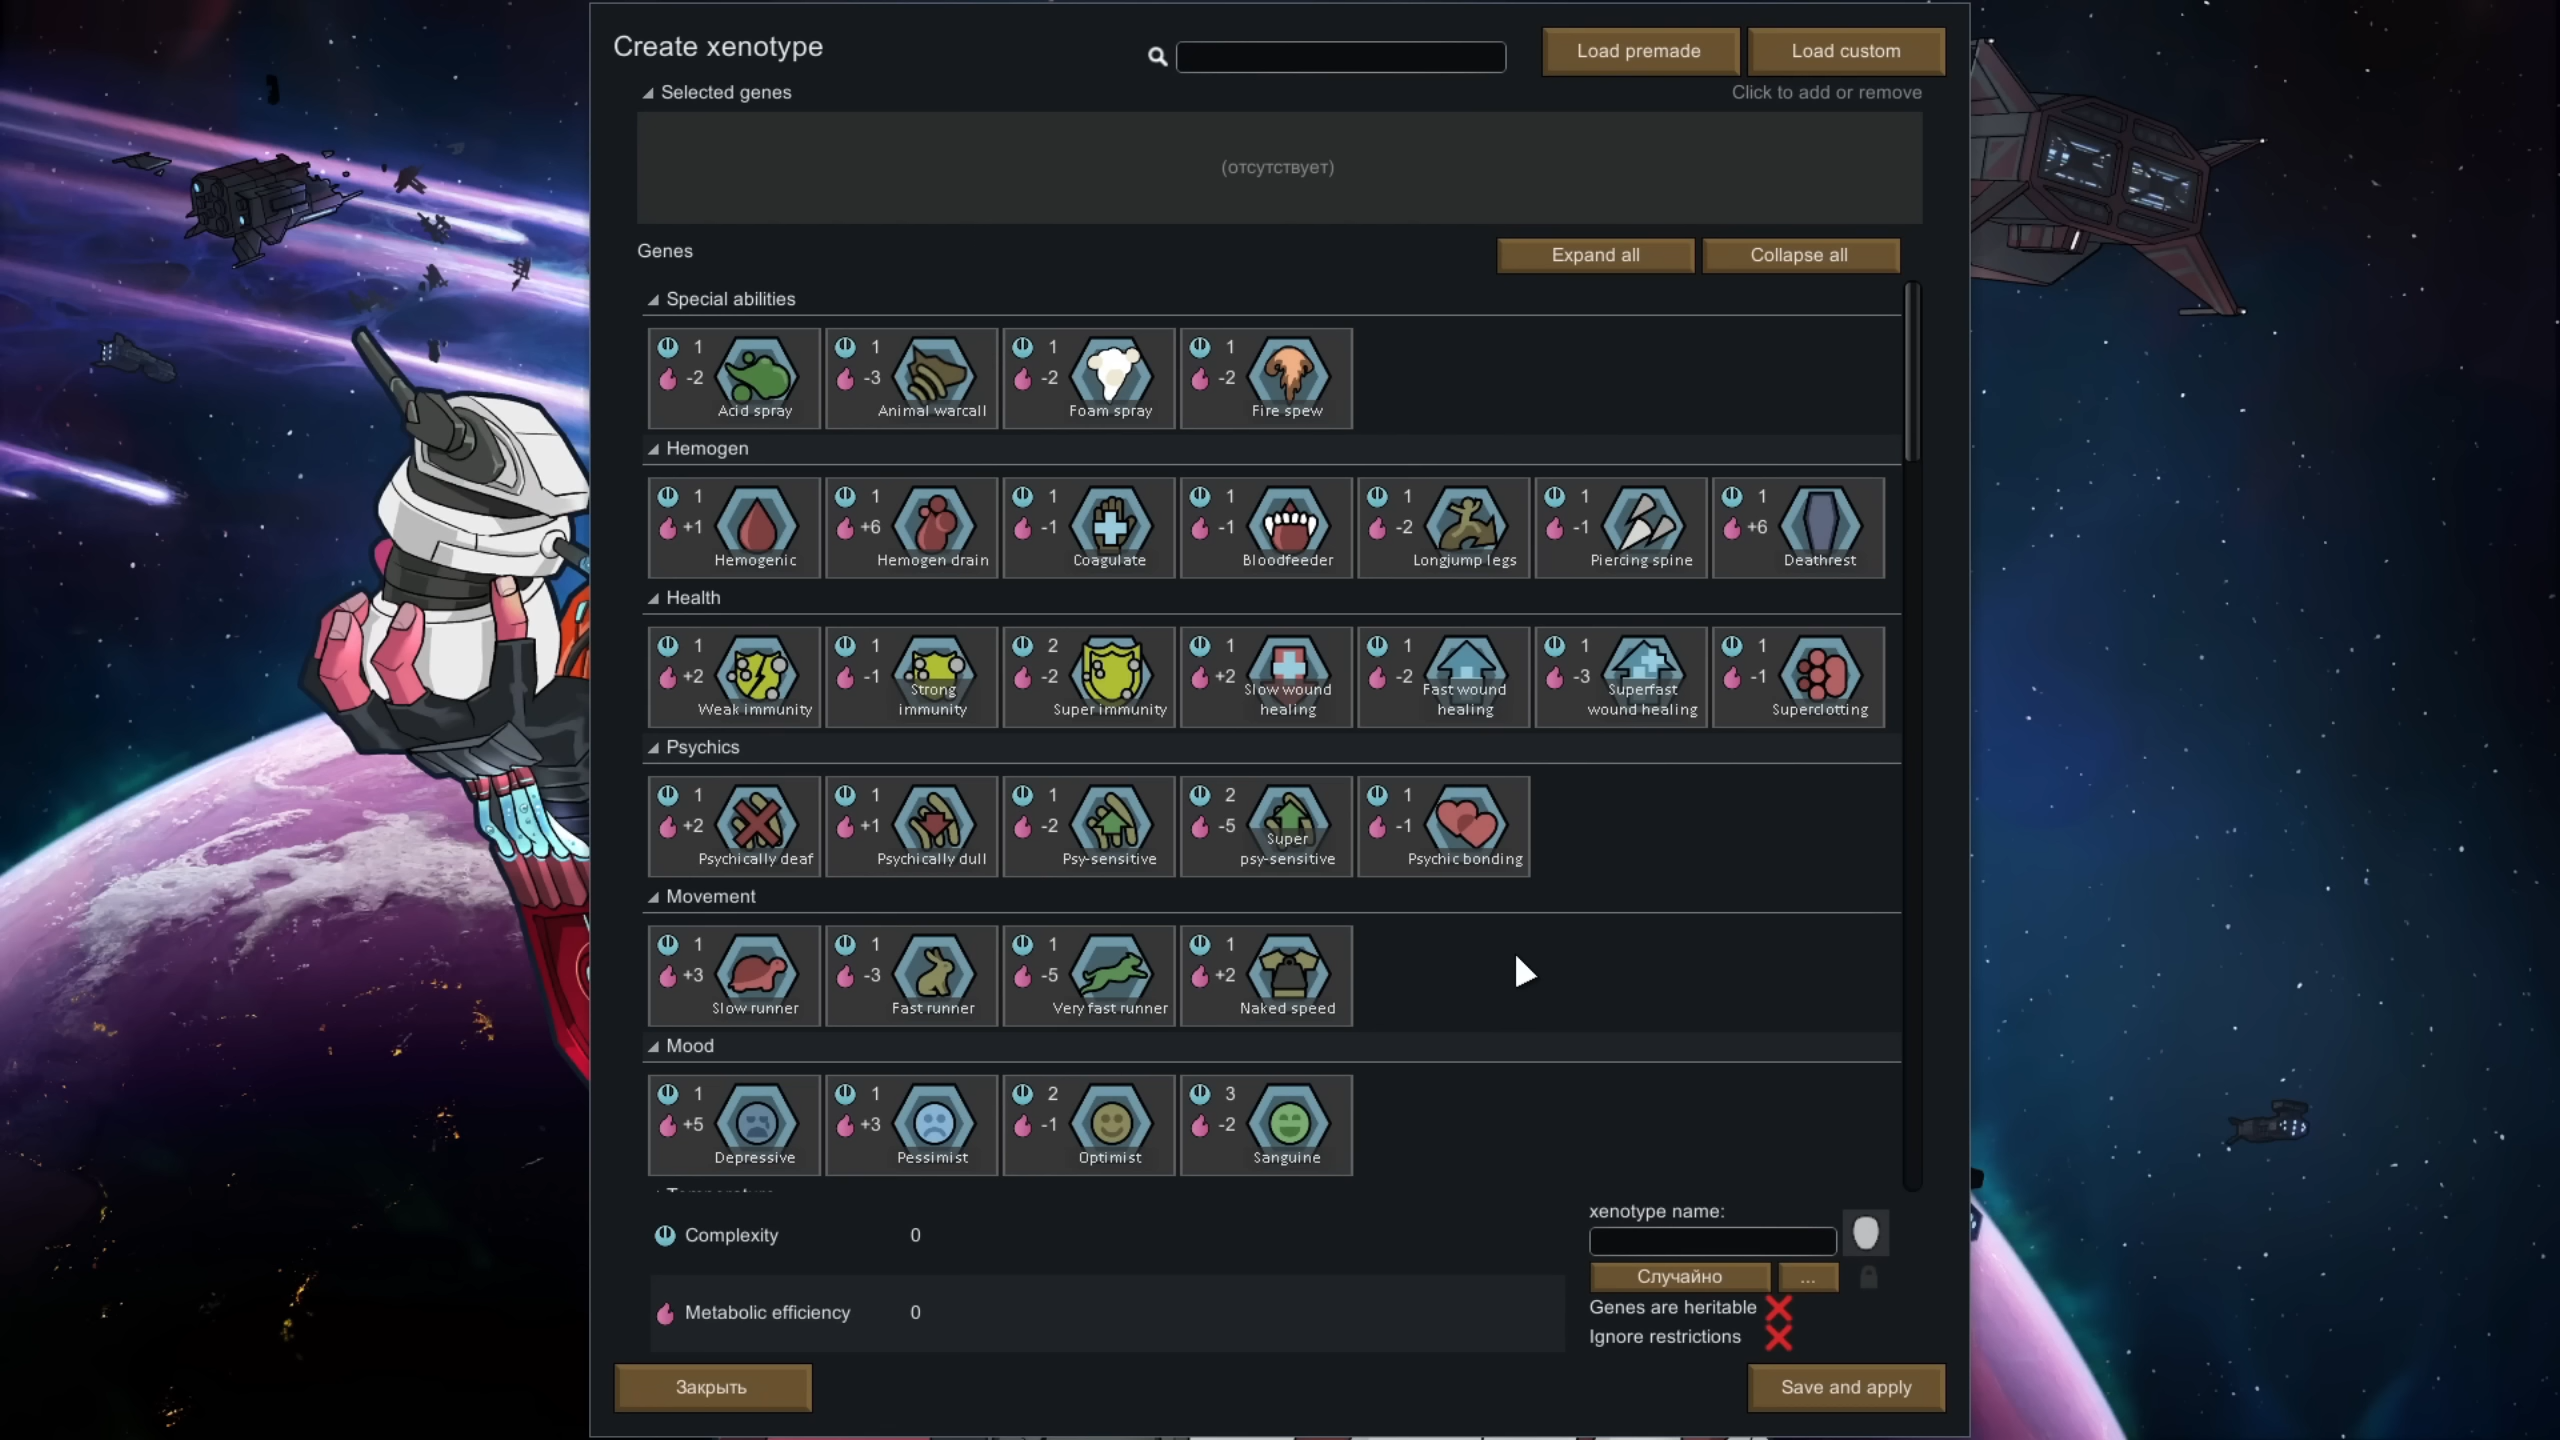 Create xenotype
Load premade
Load custom
Selected genes
Click to add or remove
(отсутствует)
Genes
Expand all
Collapse all
Special abilities
1 1 1 1
-2 -3 -2 -2
Acid spray Animal warcall Foam spray Fire spew
Hemogen
1 1 1 1 1 1 1
+1 +6 -1 -1 -2 -1 +6
Hemogenic Hemogen drain Coagulate Bloodfeeder Longjump legs Piercing spine Deathrest
Health
1 1 2 1 1 1 1
+2 -1 -2 +2 -2 -3 -1
Strong Slow wound Fast wound Superfast
Weak immunity immunity Super immunity healing healing wound healing Superclotting
Psychics
1 1 1 2 1
+2 +1 -2 -5 -1
Super
Psychically deaf Psychically dull Psy-sensitive psy-sensitive Psychic bonding
Movement
1 1 1 1
+3 -3 -5 +2
Slow runner Fast runner Very fast runner Naked speed
Mood
1 1 2 3
+5 +3 -1 -2
Depressive Pessimist Optimist Sanguine
Complexity 0
Metabolic efficiency 0
xenotype name:
Случайно ...
Genes are heritable
Ignore restrictions
Закрыть
Save and apply